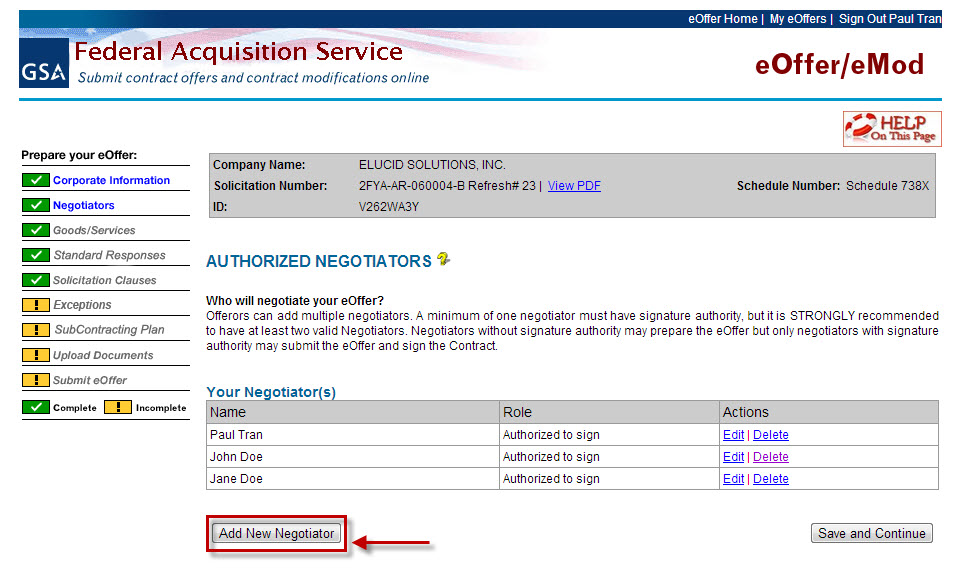 eOffer Home | My eOffers | Sign Out Paul Tran
GSA
Federal Acquisition Service
Submit contract offers and contract modifications online
eOffer/eMod
HELP
On This Page
Prepare your eOffer:
Corporate Information
Negotiators
Goods/Services
Standard Responses
Solicitation Clauses
Exceptions
SubContracting Plan
Upload Documents
Submit eOffer
Complete ! Incomplete
Company Name: ELUCID SOLUTIONS, INC.
Solicitation Number: 2FYA-AR-060004-B Refresh# 23 | View PDF Schedule Number: Schedule 738X
ID: V262WA3Y
AUTHORIZED NEGOTIATORS ?
Who will negotiate your eOffer?
Offerors can add multiple negotiators. A minimum of one negotiator must have signature authority, but it is STRONGLY recommended
to have at least two valid Negotiators. Negotiators without signature authority may prepare the eOffer but only negotiators with signature
authority may submit the eOffer and sign the Contract.
Your Negotiator(s)
Name Role Actions
Paul Tran Authorized to sign Edit | Delete
John Doe Authorized to sign Edit | Delete
Jane Doe Authorized to sign Edit | Delete
Add New Negotiator Save and Continue